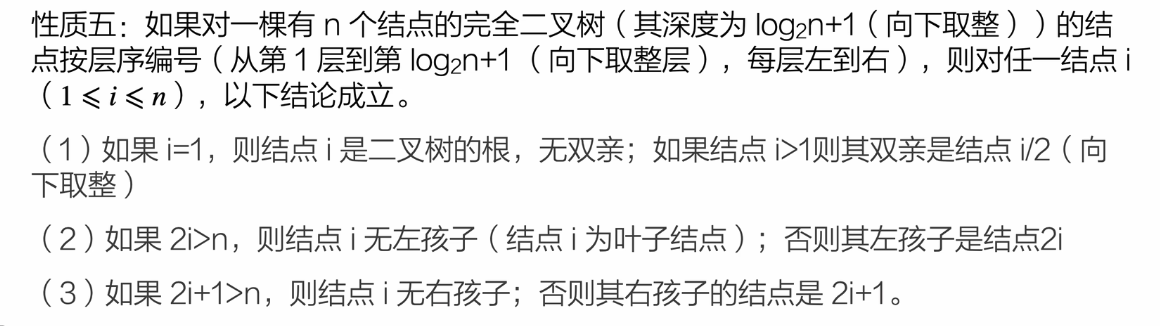 性质五：如果对一棵有 n 个结点的完全二叉树（其深度为 log₂n+1（向下取整））的结
点按层序编号（从第 1 层到第 log₂n+1 （向下取整层），每层左到右），则对任一结点 i
（1 ⩽ i ⩽ n），以下结论成立。
（1）如果 i=1，则结点 i 是二叉树的根，无双亲；如果结点 i>1则其双亲是结点 i/2（向
下取整）
（2）如果 2i>n，则结点 i 无左孩子（结点 i 为叶子结点）；否则其左孩子是结点2i
（3）如果 2i+1>n，则结点 i 无右孩子；否则其右孩子的结点是 2i+1。